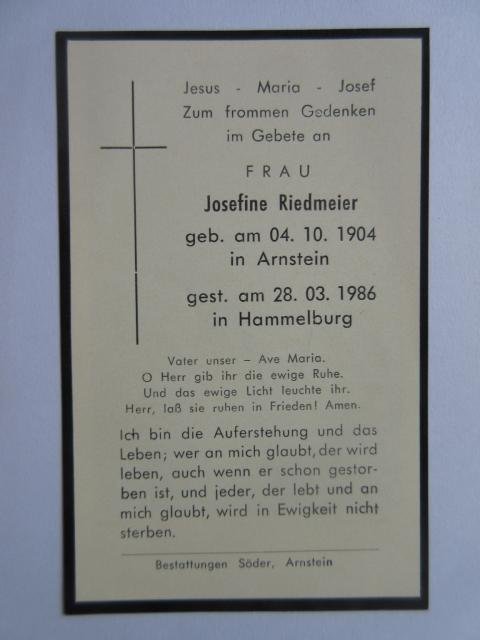 Jesus - Maria - Josef
Zum frommen Gedenken
im Gebete an
FRAU
Josefine Riedmeier
geb. am 04. 10. 1904
in Arnstein
gest. am 28. 03. 1986
in Hammelburg
Vater unser – Ave Maria.
O Herr gib ihr die ewige Ruhe.
Und das ewige Licht leuchte ihr.
Herr, laß sie ruhen in Frieden! Amen.
Ich bin die Auferstehung und das
Leben; wer an mich glaubt, der wird
leben, auch wenn er schon gestor-
ben ist, und jeder, der lebt und an
mich glaubt, wird in Ewigkeit nicht
sterben.
Bestattungen Söder, Arnstein